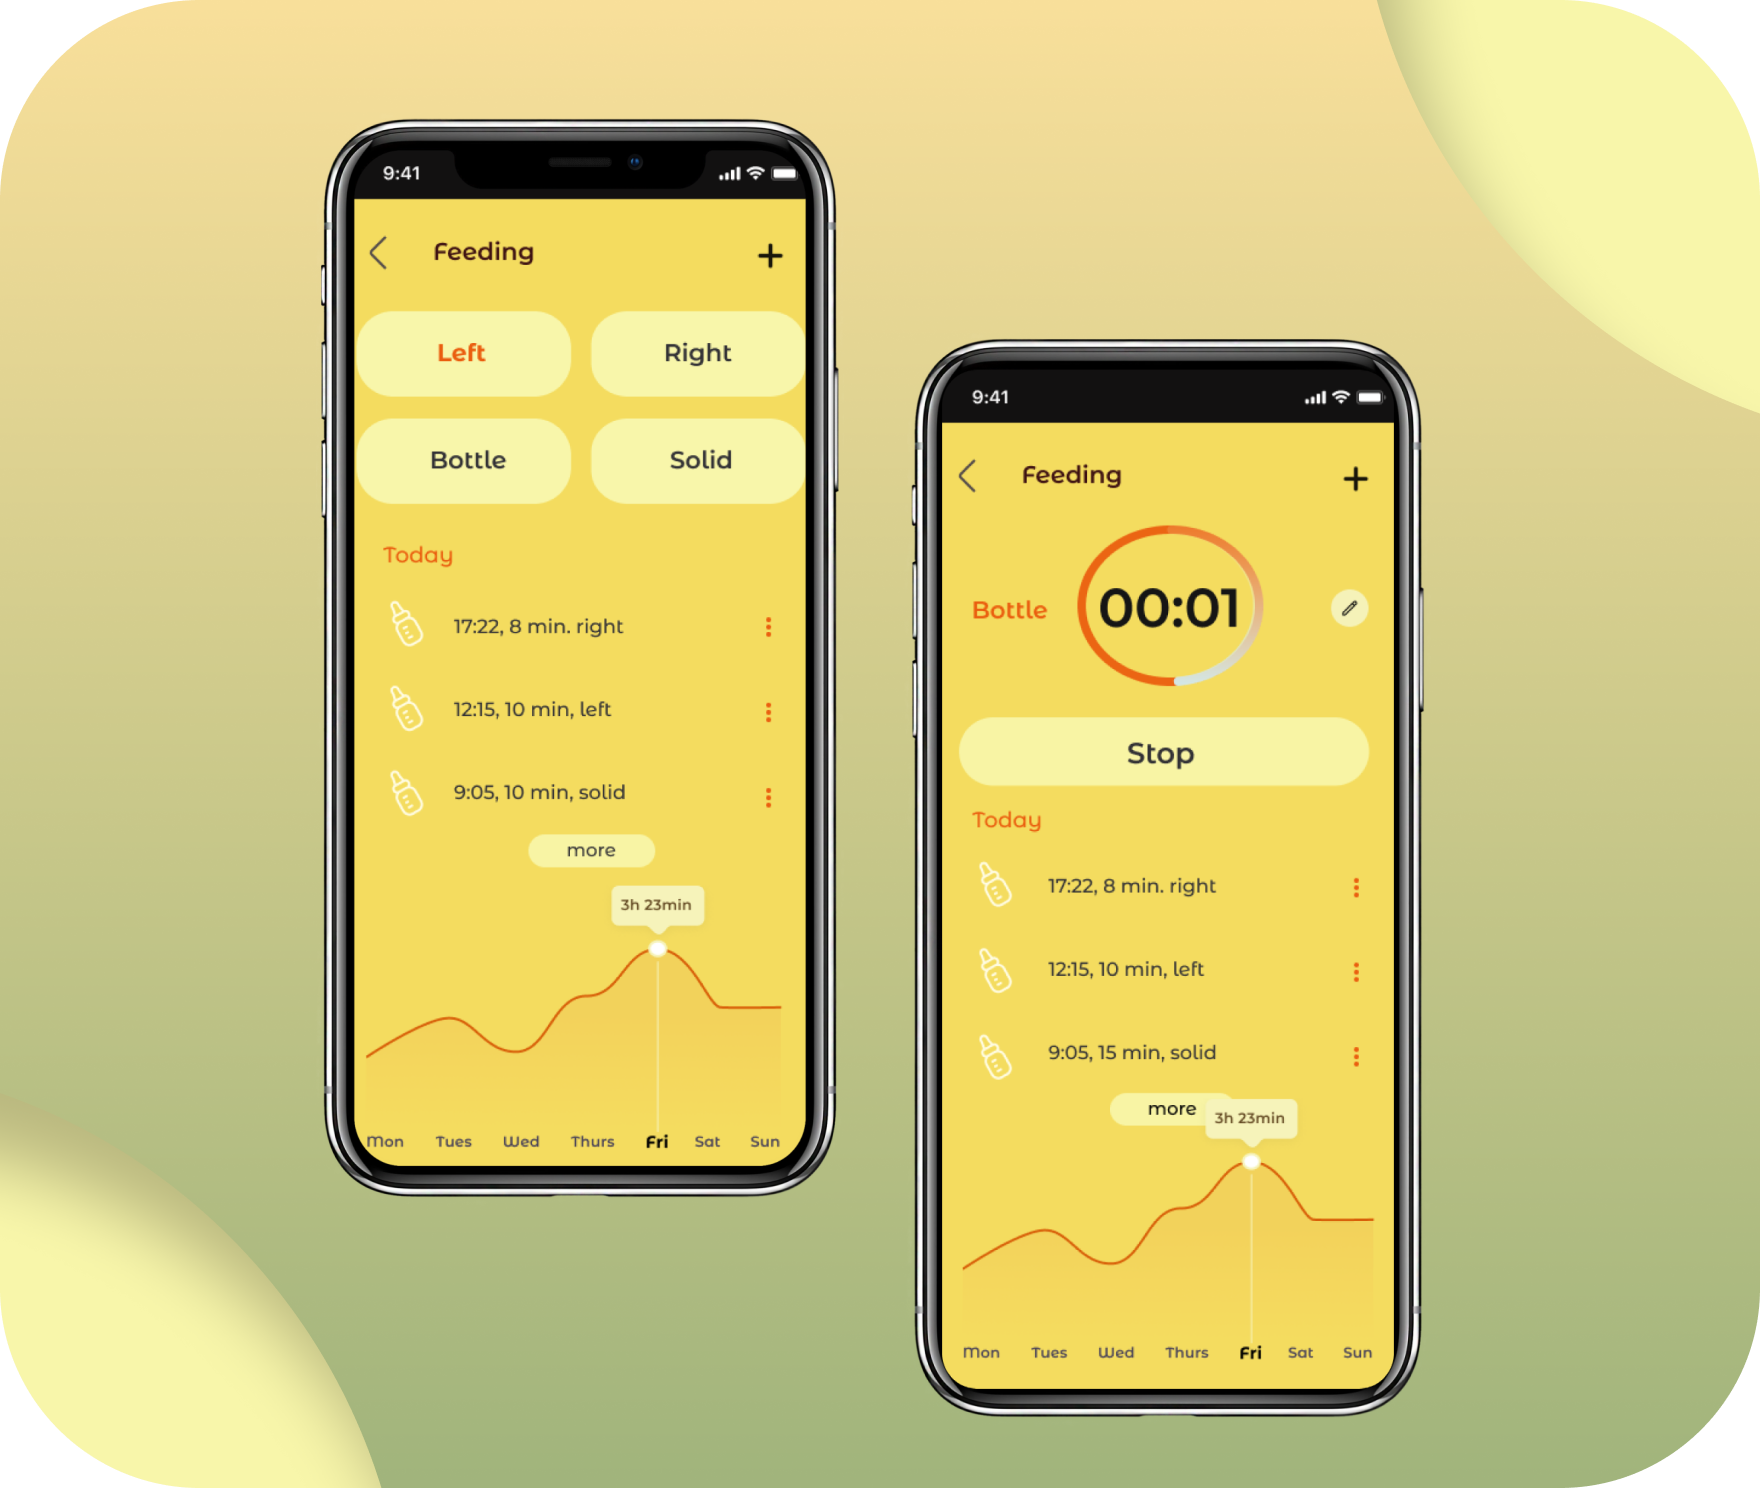 9:41
Feeding
+
Left
Right
Bottle
Solid
Today
17:22, 8 min. right
12:15, 10 min, left
9:05, 10 min, solid
more
3h 23min
Mon Tues Wed Thurs Fri Sat Sun
9:41
Feeding
+
Bottle
00:01
Stop
Today
17:22, 8 min. right
12:15, 10 min, left
9:05, 15 min, solid
more
3h 23min
Mon Tues Wed Thurs Fri Sat Sun